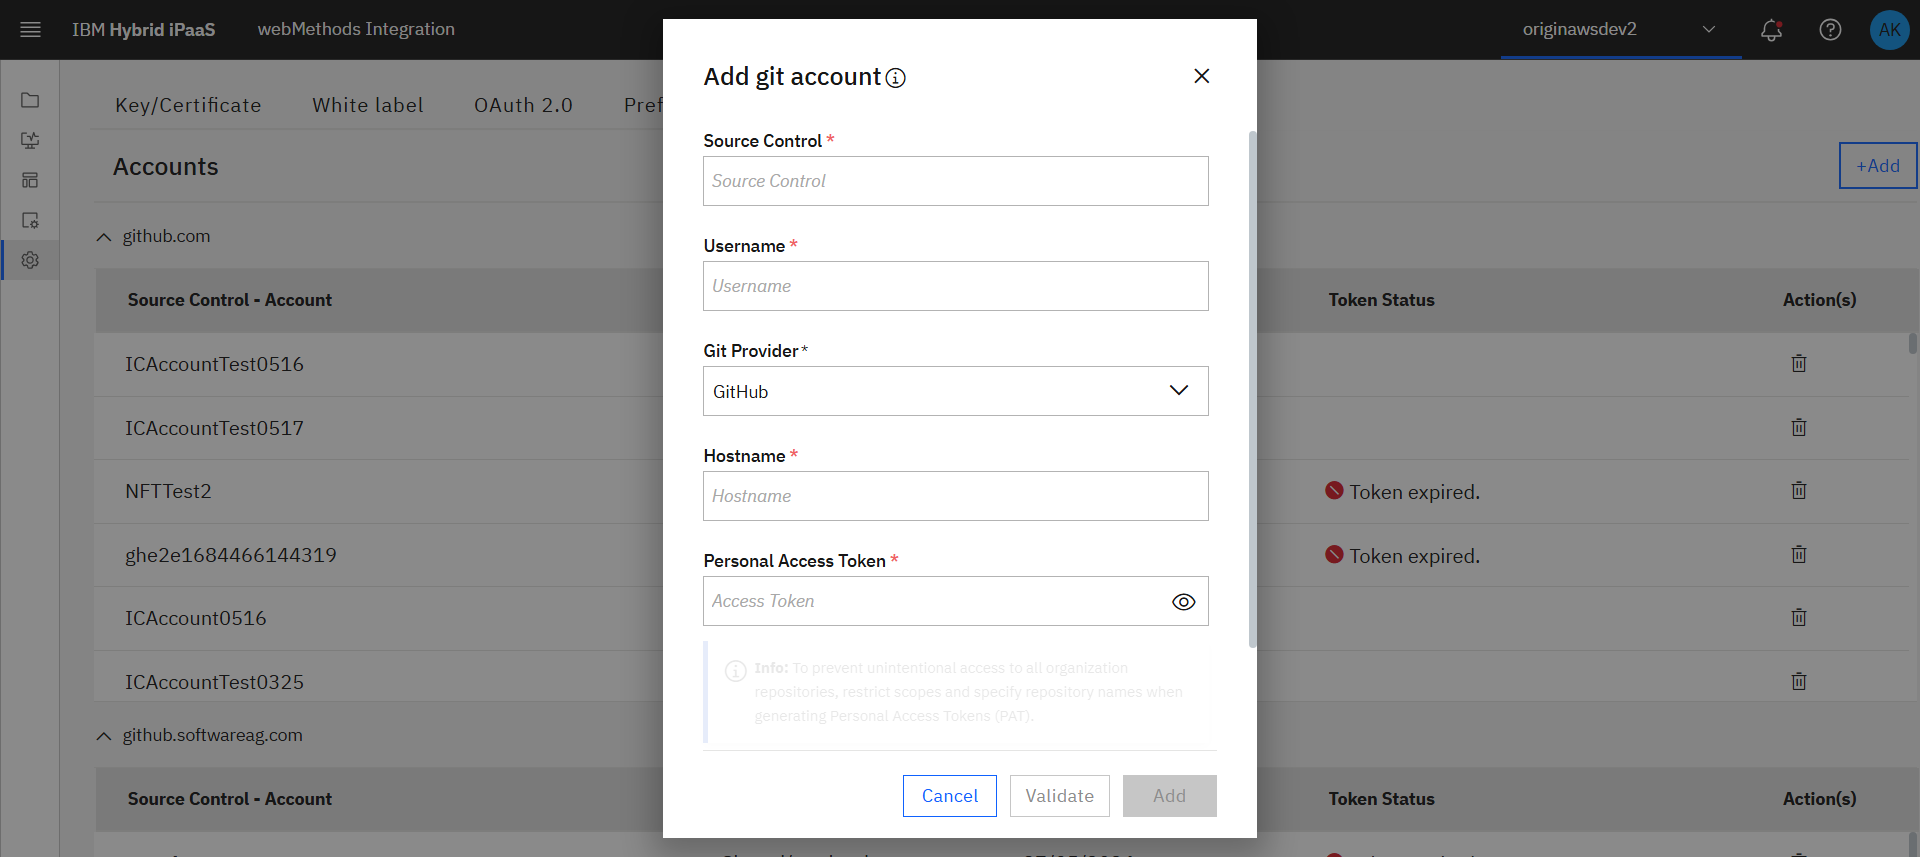 IBM Hybrid iPaaS
webMethods Integration
originawsdev2
AK
Key/Certificate
White label
OAuth 2.0
Pref
Accounts
+Add
github.com
Source Control - Account
Token Status
Action(s)
ICAccountTest0516
ICAccountTest0517
NFTTest2
Token expired.
ghe2e1684466144319
Token expired.
ICAccount0516
ICAccountTest0325
github.softwareag.com
Source Control - Account
Token Status
Action(s)
Add git account
Source Control *
Source Control
Username *
Username
Git Provider*
GitHub
Hostname *
Hostname
Personal Access Token *
Access Token
Info: To prevent unintentional access to all organization
repositories, restrict scopes and specify repository names when
generating Personal Access Tokens (PAT).
Cancel
Validate
Add